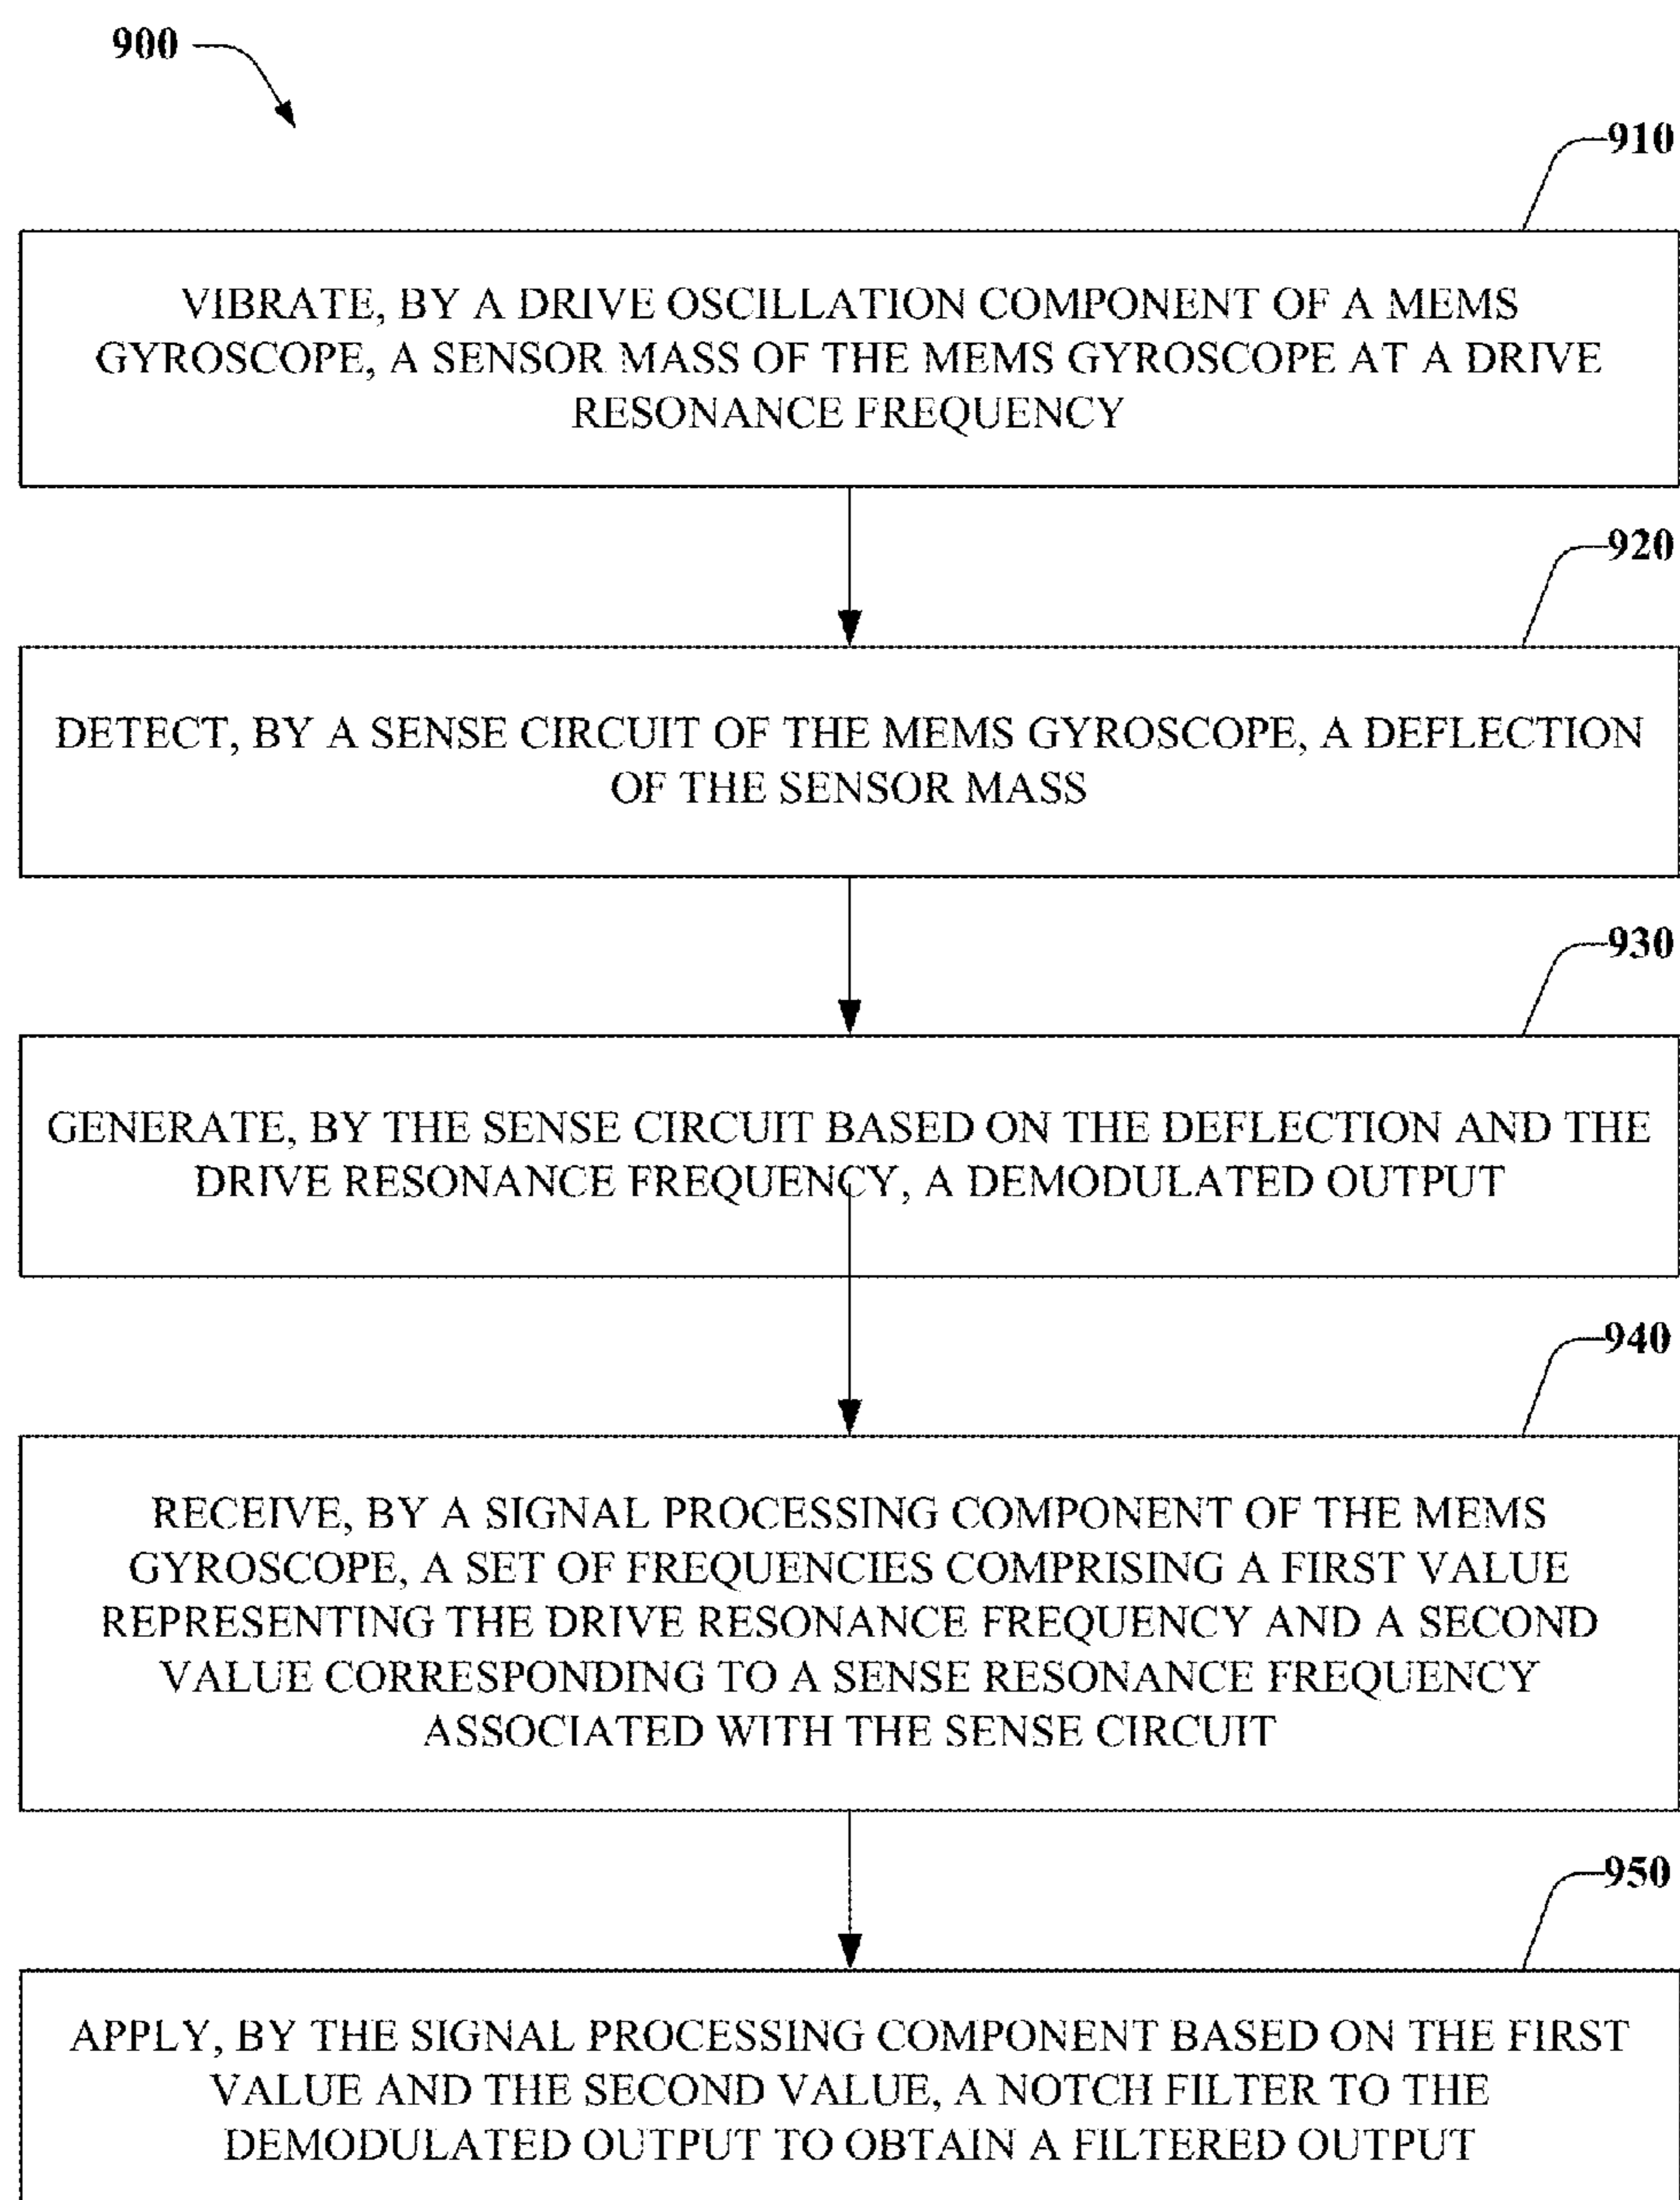 900
910
VIBRATE, BY A DRIVE OSCILLATION COMPONENT OF A MEMS
GYROSCOPE, A SENSOR MASS OF THE MEMS GYROSCOPE AT A DRIVE
RESONANCE FREQUENCY
920
DETECT, BY A SENSE CIRCUIT OF THE MEMS GYROSCOPE, A DEFLECTION
OF THE SENSOR MASS
930
GENERATE, BY THE SENSE CIRCUIT BASED ON THE DEFLECTION AND THE
DRIVE RESONANCE FREQUENCY, A DEMODULATED OUTPUT
940
RECEIVE, BY A SIGNAL PROCESSING COMPONENT OF THE MEMS
GYROSCOPE, A SET OF FREQUENCIES COMPRISING A FIRST VALUE
REPRESENTING THE DRIVE RESONANCE FREQUENCY AND A SECOND
VALUE CORRESPONDING TO A SENSE RESONANCE FREQUENCY
ASSOCIATED WITH THE SENSE CIRCUIT
950
APPLY, BY THE SIGNAL PROCESSING COMPONENT BASED ON THE FIRST
VALUE AND THE SECOND VALUE, A NOTCH FILTER TO THE
DEMODULATED OUTPUT TO OBTAIN A FILTERED OUTPUT